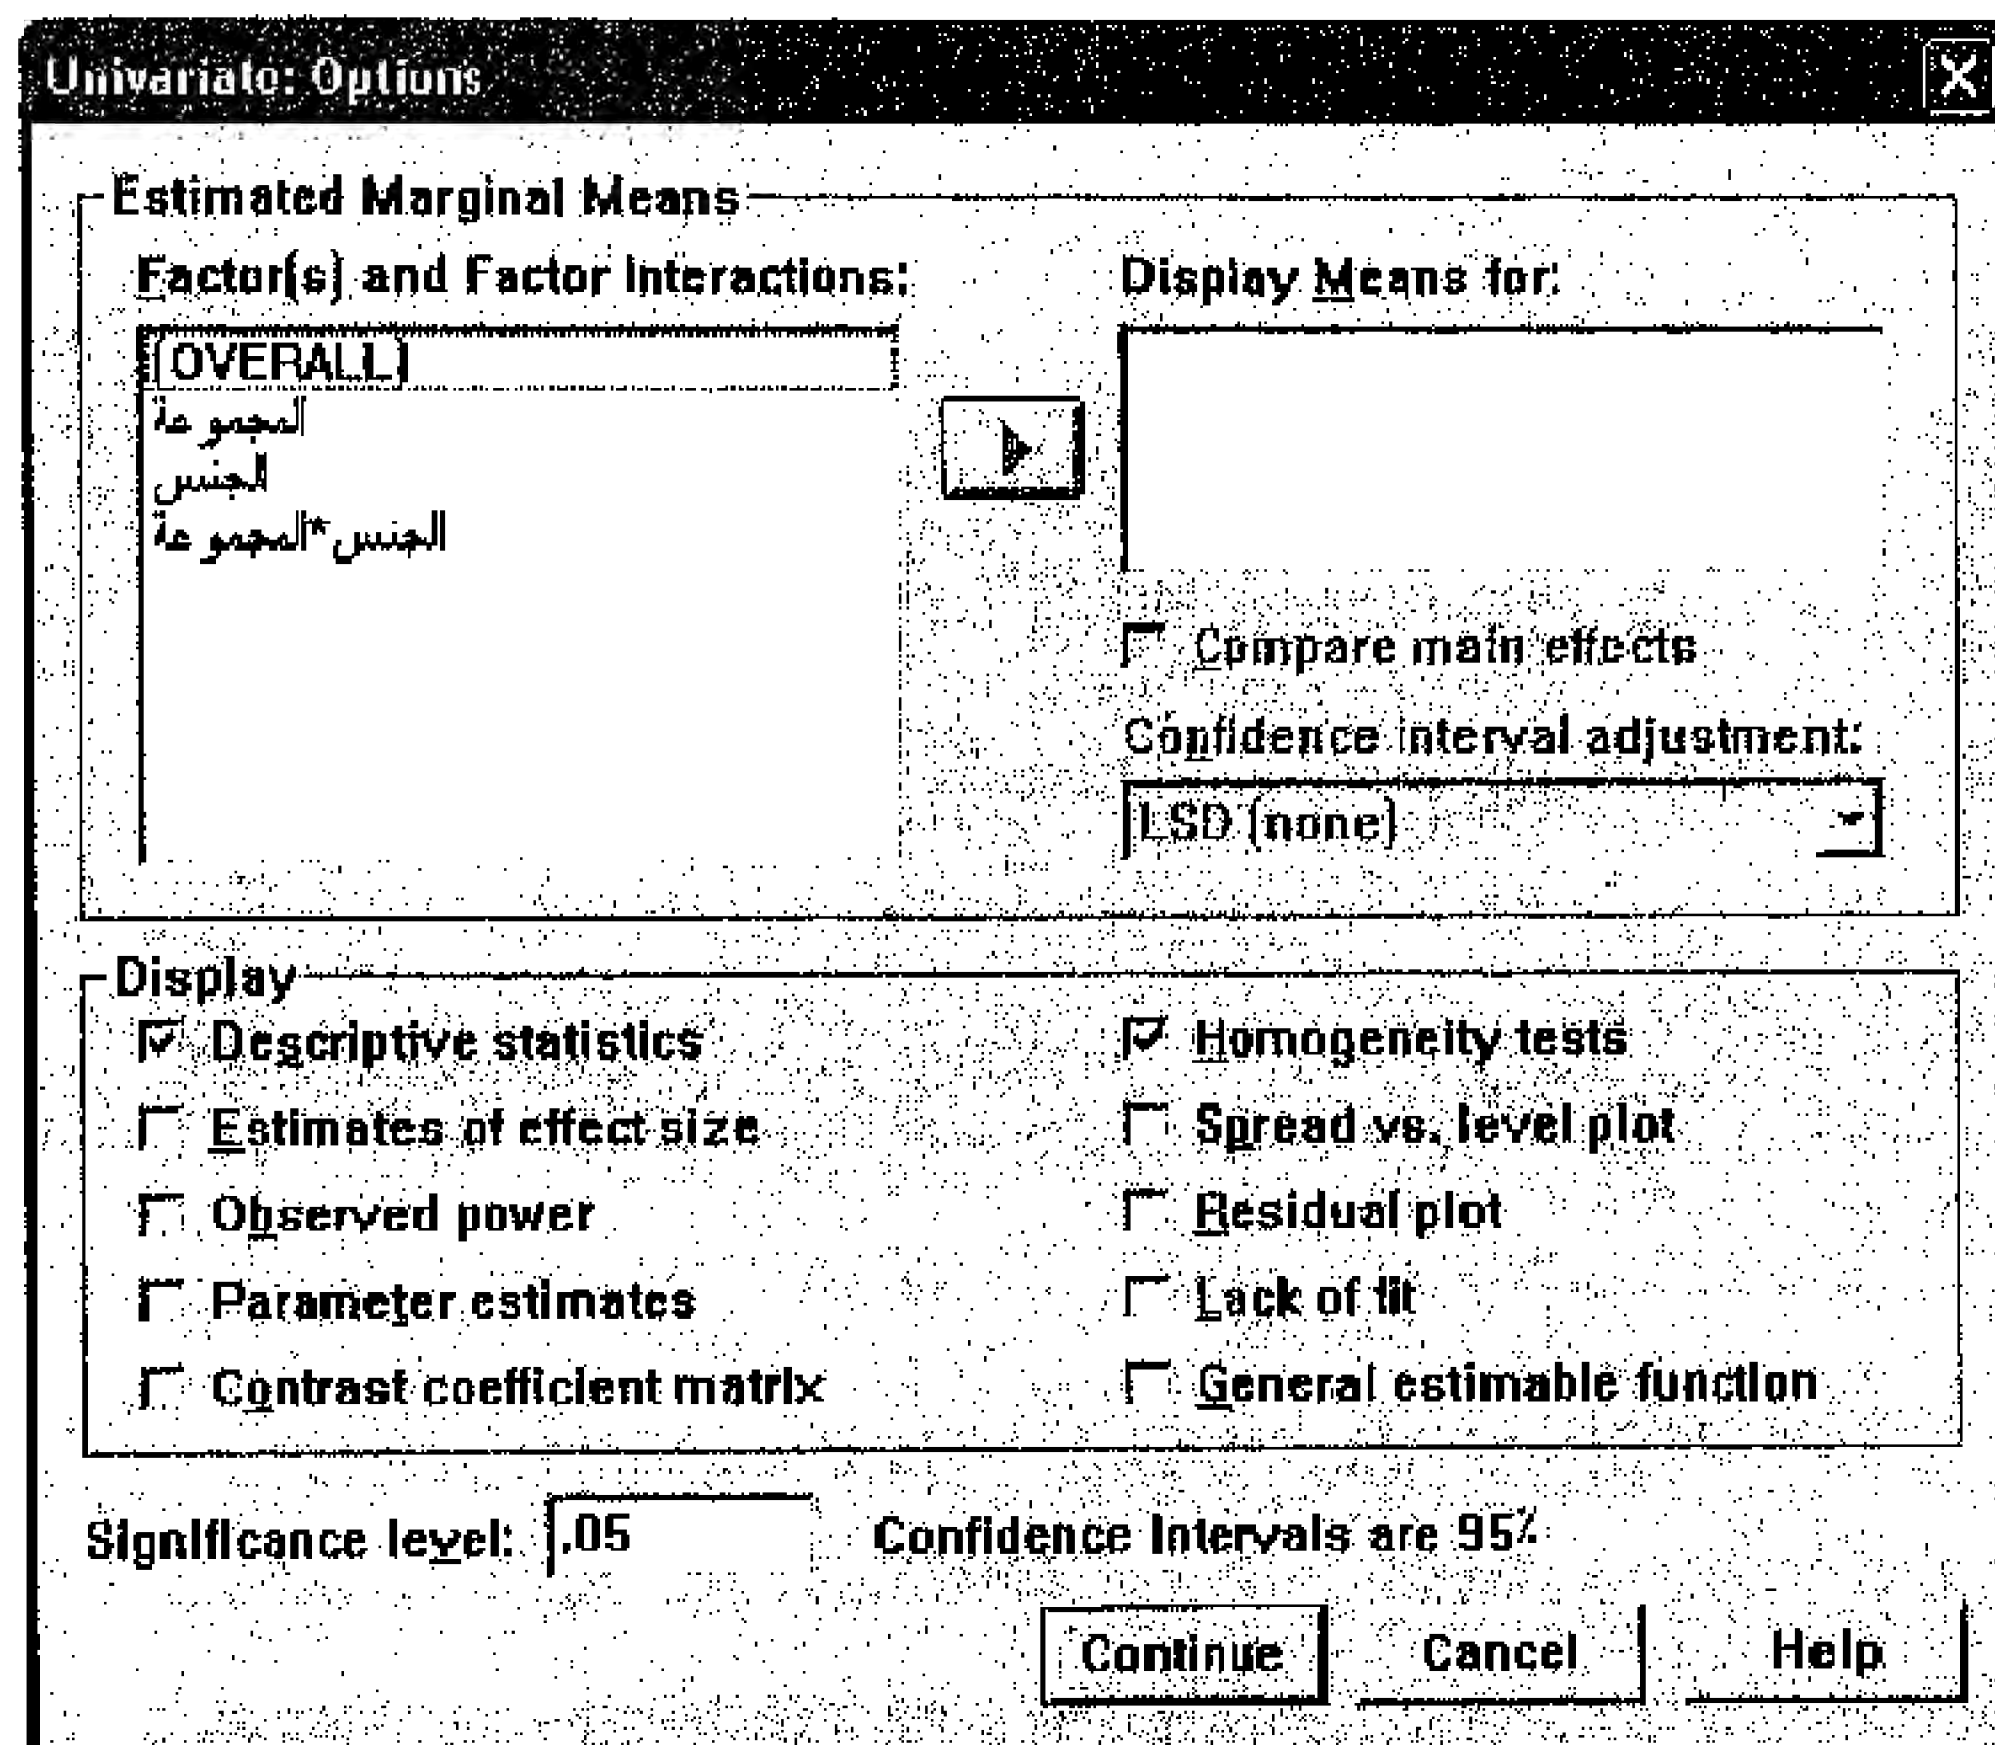 Univariate: Options
Estimated Marginal Means
Factor(s) and Factor Interactions:
(OVERALL)
المجموعة
الجنس
الجنس*المجموعة
Display Means for:
Compare main effects
Confidence interval adjustment:
LSD (none)
Display
Descriptive statistics
Homogeneity tests
Estimates of effect size
Spread vs. level plot
Observed power
Residual plot
Parameter estimates
Lack of fit
Contrast coefficient matrix
General estimable function
Significance level: .05 Confidence Intervals are 95%
Continue Cancel Help